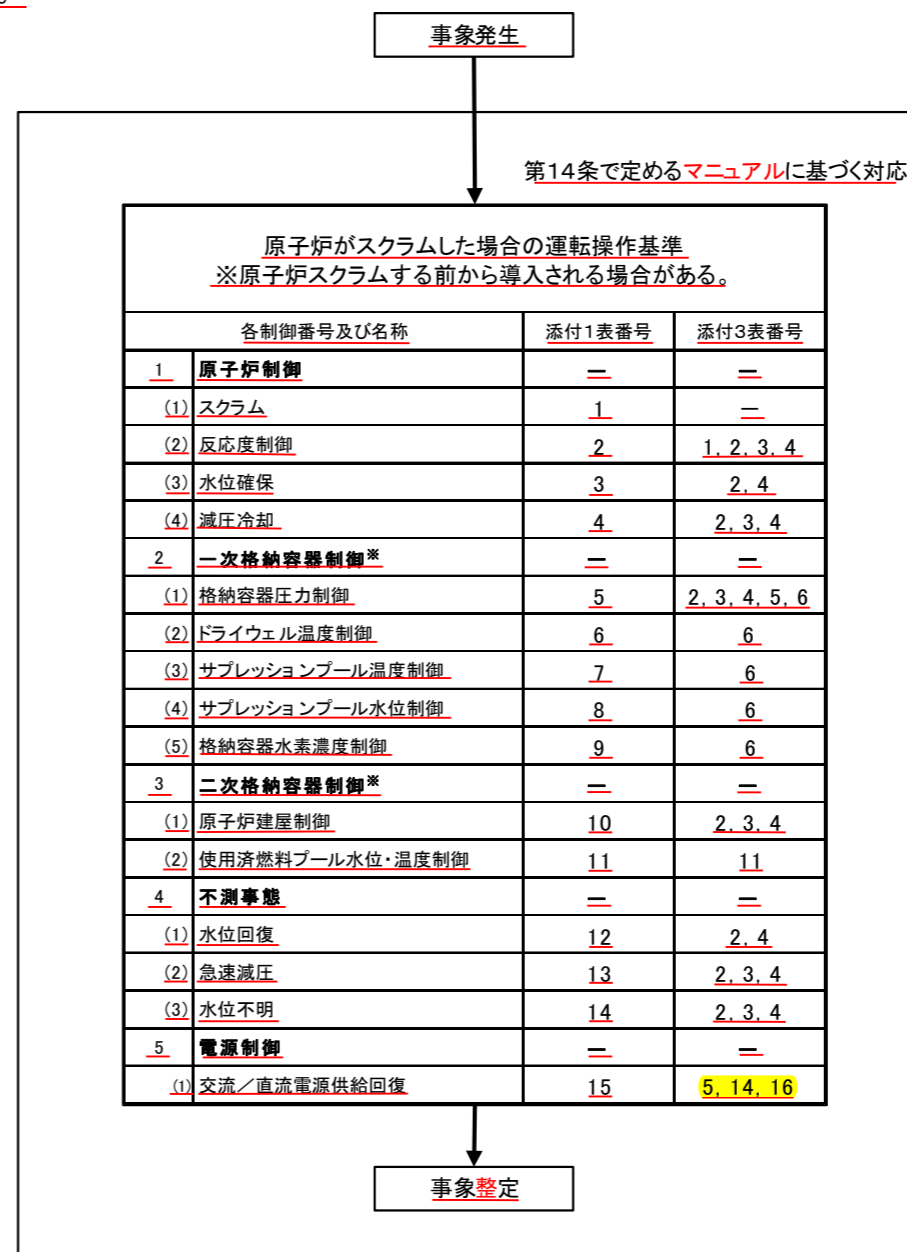 事象発生
第14条で定めるマニュアルに基づく対応
原子炉がスクラムした場合の運転操作基準
※原子炉スクラムする前から導入される場合がある。
各制御番号及び名称 添付1表番号 添付3表番号
1 原子炉制御 － －
(1) スクラム 1 －
(2) 反応度制御 2 1, 2, 3, 4
(3) 水位確保 3 2, 4
(4) 減圧冷却 4 2, 3, 4
2 一次格納容器制御※ － －
(1) 格納容器圧力制御 5 2, 3, 4, 5, 6
(2) ドライウェル温度制御 6 6
(3) サプレッションプール温度制御 7 6
(4) サプレッションプール水位制御 8 6
(5) 格納容器水素濃度制御 9 6
3 二次格納容器制御※ － －
(1) 原子炉建屋制御 10 2, 3, 4
(2) 使用済燃料プール水位・温度制御 11 11
4 不測事態 － －
(1) 水位回復 12 2, 4
(2) 急速減圧 13 2, 3, 4
(3) 水位不明 14 2, 3, 4
5 電源制御 － －
(1) 交流／直流電源供給回復 15 5, 14, 16
事象整定